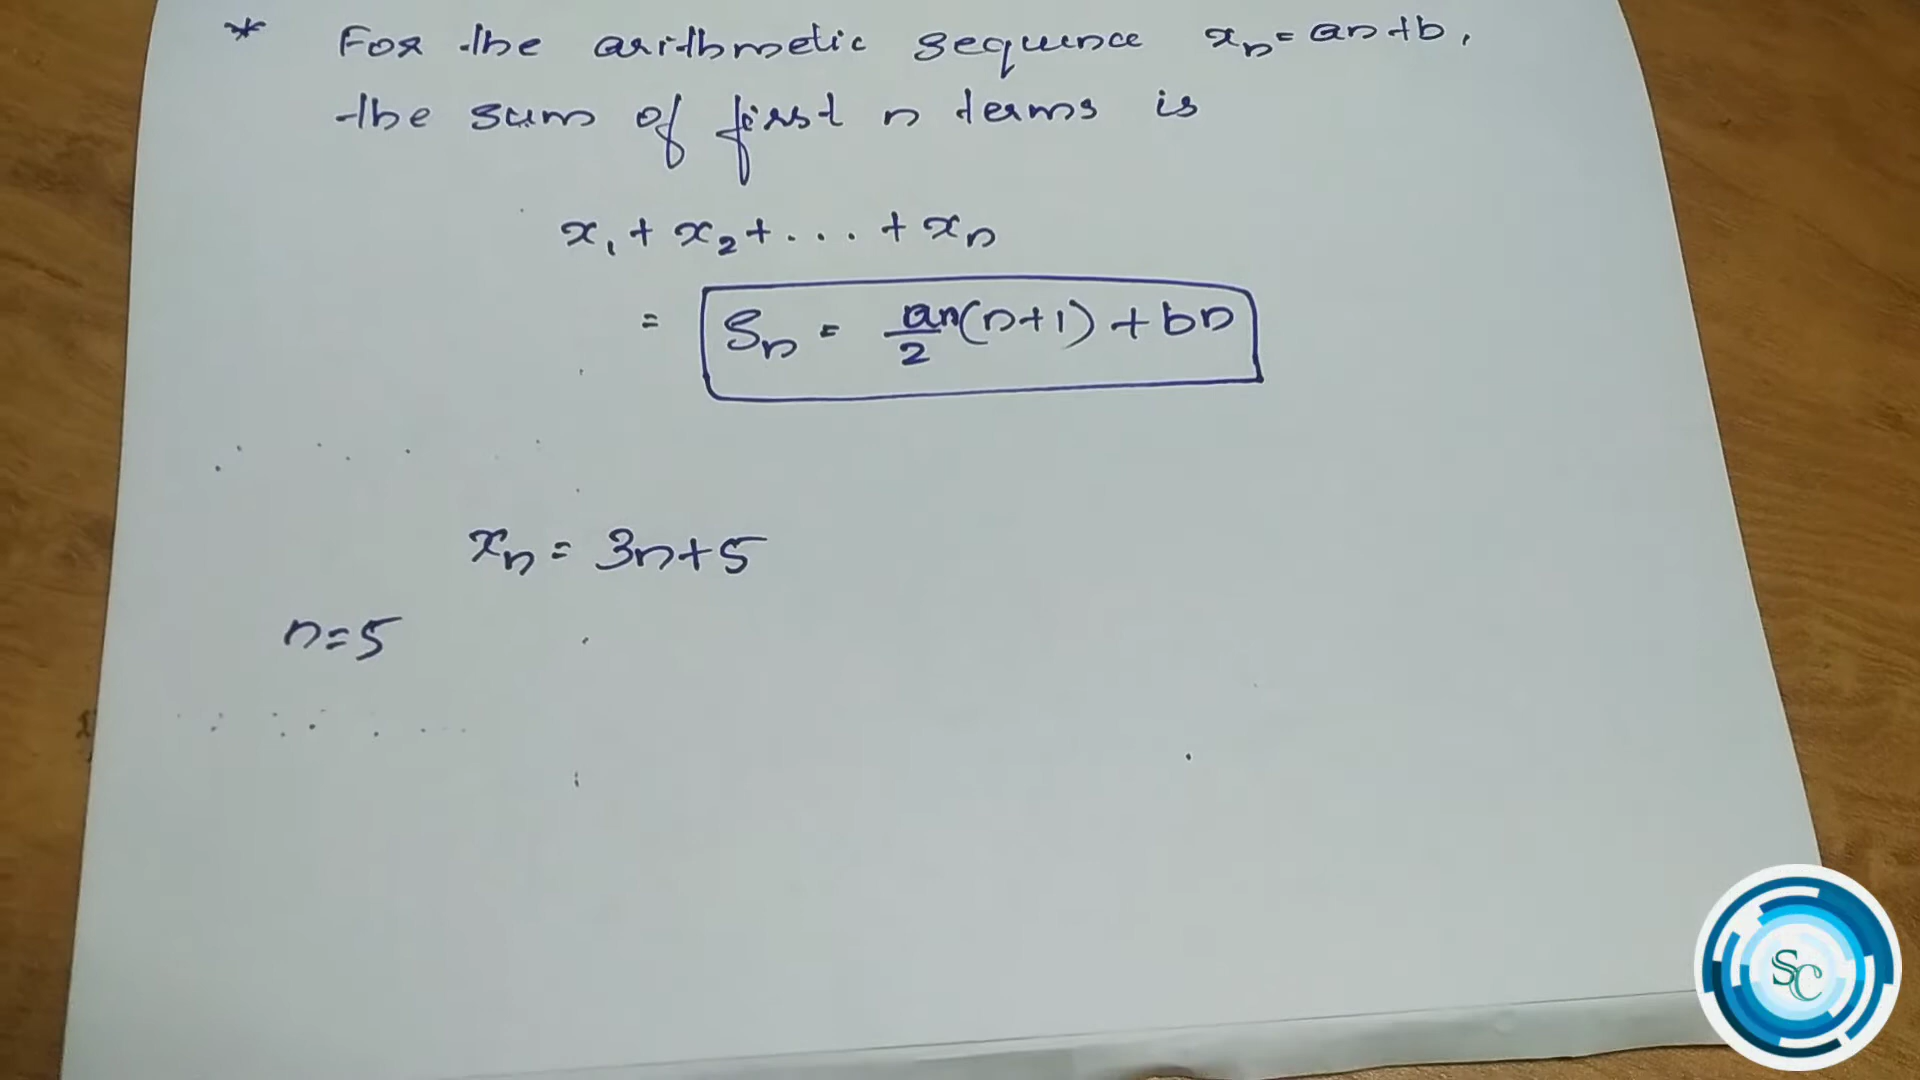 * For the arithmetic sequence xₙ = an+b,
the sum of first n terms is
x₁ + x₂ + ... + xₙ
= Sₙ = an/2 (n+1) + bn
xₙ = 3n+5
n=5
SC